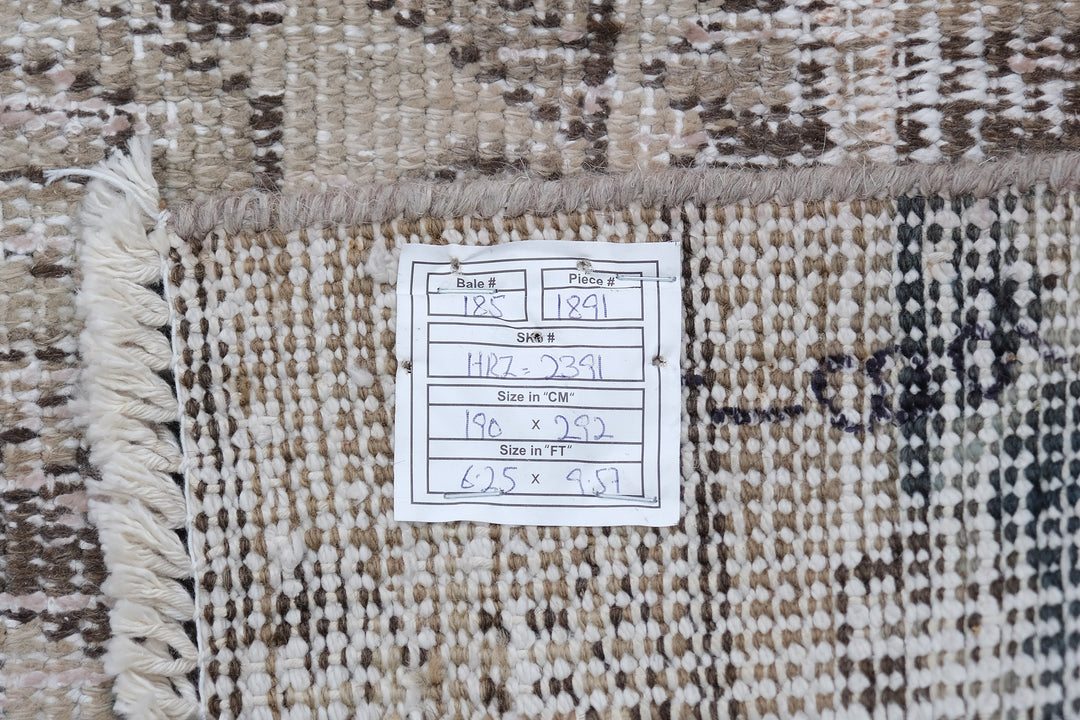 Bale # Piece #
185 1891
SKU #
HRZ- 2391
Size in "CM"
190 x 292
Size in "FT"
6.25 x 9.57